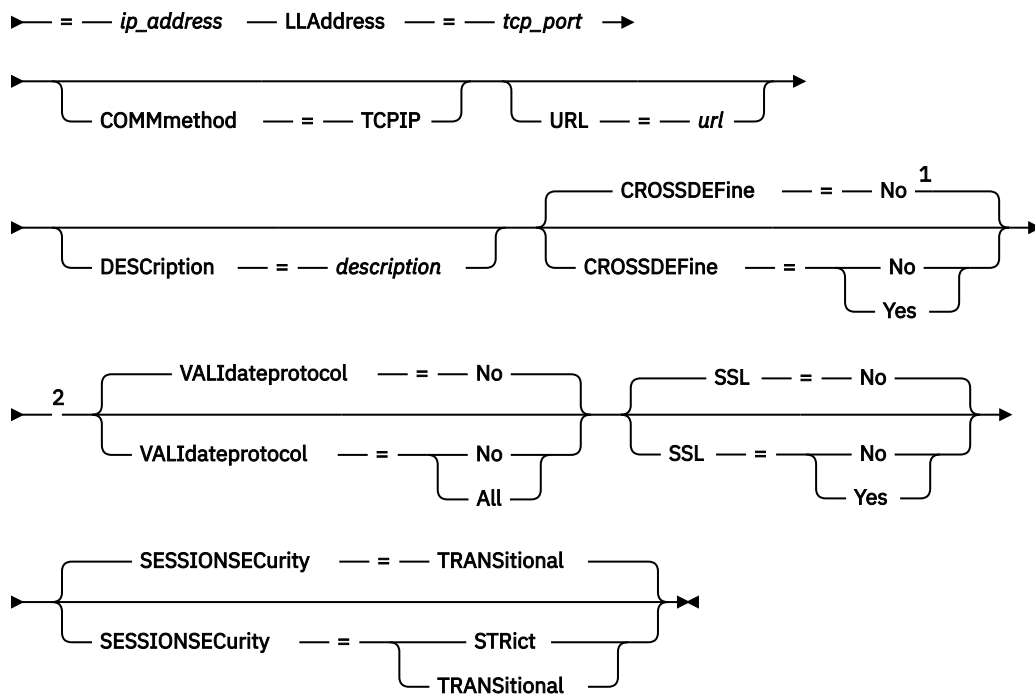 = ip_address LLAddress = tcp_port
COMMmethod = TCPIP URL = url
CROSSDEFine = No 1
DESCription = description CROSSDEFine = No
Yes
2 VALIdateprotocol = No SSL = No
VALIdateprotocol = No SSL = No
All Yes
SESSIONSECurity = TRANSitional
SESSIONSECurity = STRict
TRANSitional